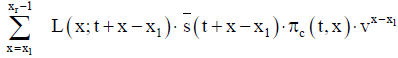 x_r−1
∑ L(x;t+x−x₁)· s̅(t+x−x₁)·π_c(t,x)·v^{x−x₁}
x=x₁